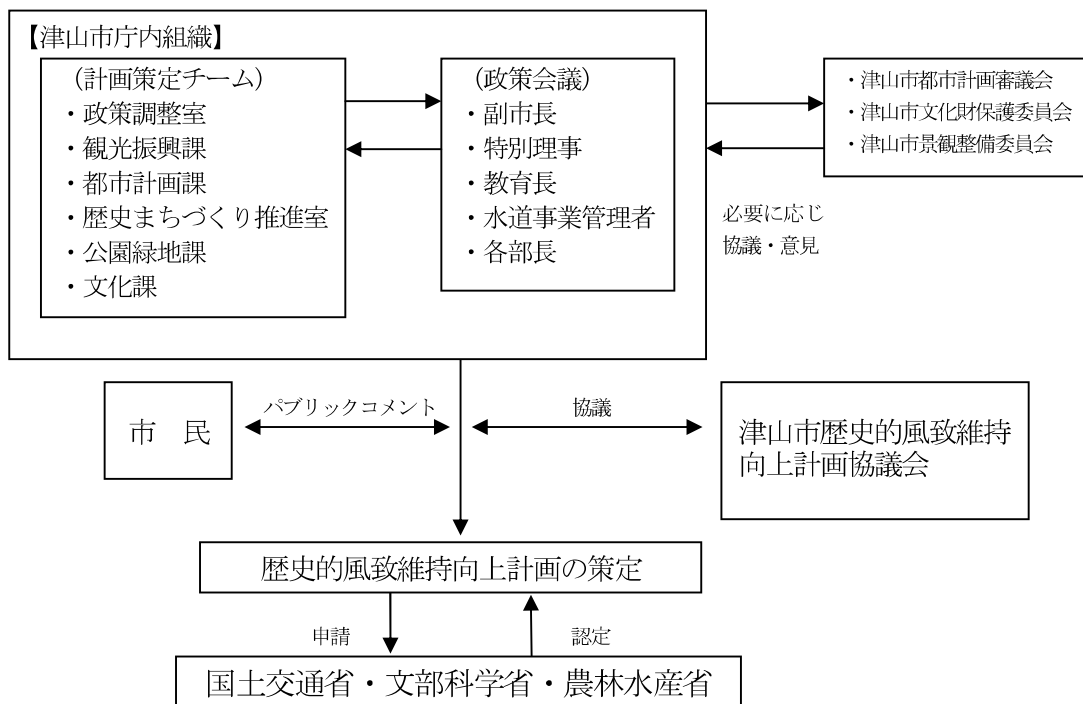 【津山市庁内組織】
（計画策定チーム）
・政策調整室
・観光振興課
・都市計画課
・歴史まちづくり推進室
・公園緑地課
・文化課
（政策会議）
・副市長
・特別理事
・教育長
・水道事業管理者
・各部長
・津山市都市計画審議会
・津山市文化財保護委員会
・津山市景観整備委員会
必要に応じ
協議・意見
市　民
パブリックコメント
協議
津山市歴史的風致維持
向上計画協議会
歴史的風致維持向上計画の策定
申請
認定
国土交通省・文部科学省・農林水産省